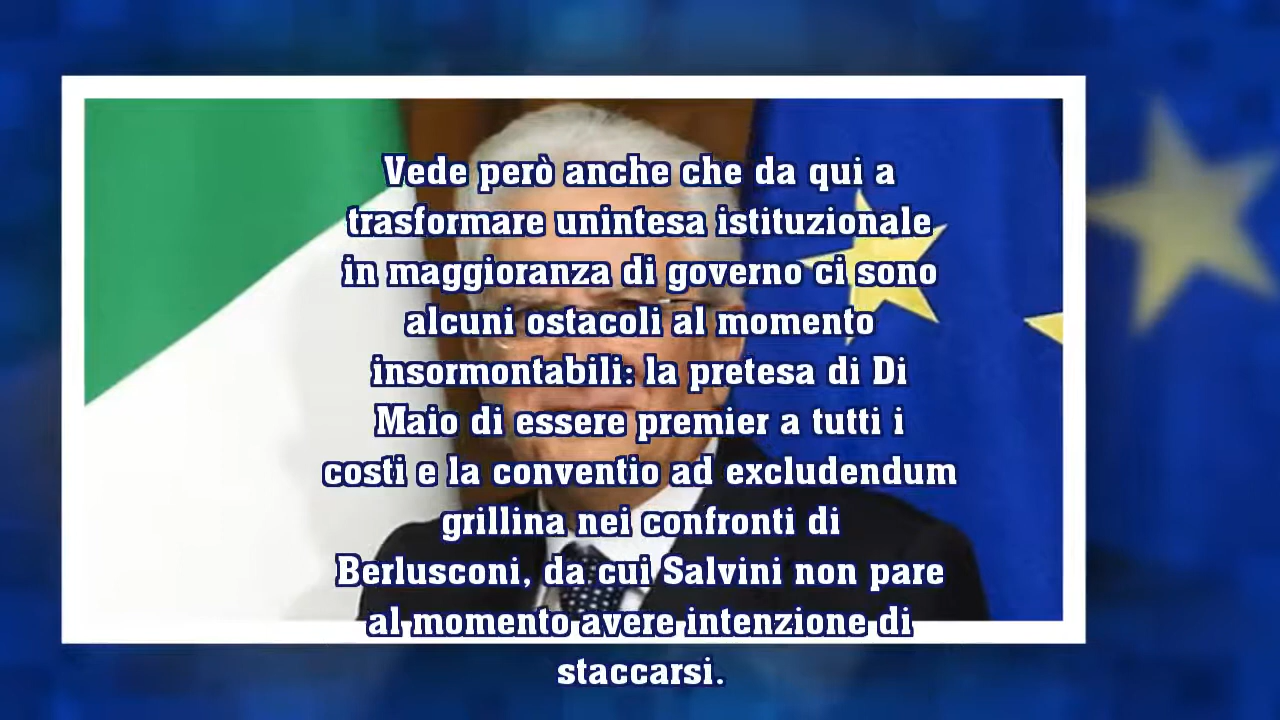 Vede però anche che da qui a
trasformare unintesa istituzionale
in maggioranza di governo ci sono
alcuni ostacoli al momento
insormontabili: la pretesa di Di
Maio di essere premier a tutti i
costi e la conventio ad excludendum
grillina nei confronti di
Berlusconi, da cui Salvini non pare
al momento avere intenzione di
staccarsi.